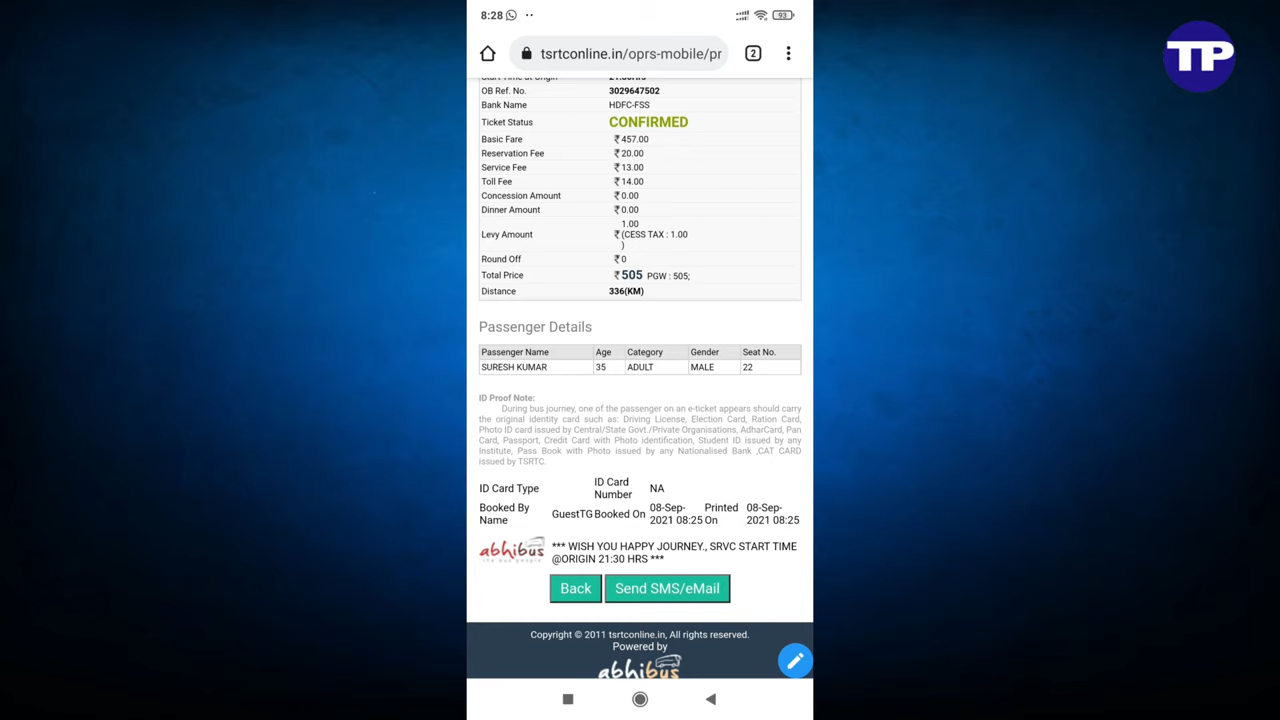 8:28
93
TP
tsrtconline.in/oprs-mobile/pr
2
Start Time at Origin 21:30Hrs
OB Ref. No. 3029647502
Bank Name HDFC-FSS
Ticket Status CONFIRMED
Basic Fare ₹457.00
Reservation Fee ₹20.00
Service Fee ₹13.00
Toll Fee ₹14.00
Concession Amount ₹0.00
Dinner Amount ₹0.00
1.00
Levy Amount ₹(CESS TAX : 1.00
)
Round Off ₹0
Total Price ₹505 PGW : 505;
Distance 336(KM)
Passenger Details
Passenger Name Age Category Gender Seat No.
SURESH KUMAR 35 ADULT MALE 22
ID Proof Note:
During bus journey, one of the passenger on an e-ticket appears should carry
the original identity card such as: Driving License, Election Card, Ration Card,
Photo ID card issued by Central/State Govt./Private Organisations, AdharCard, Pan
Card, Passport, Credit Card with Photo identification, Student ID issued by any
Institute, Pass Book with Photo issued by any Nationalised Bank ,CAT CARD
issued by TSRTC.
ID Card Type ID Card Number NA
Booked By Name GuestTG Booked On 08-Sep-2021 08:25 Printed On 08-Sep-2021 08:25
abhibus
the bus people
*** WISH YOU HAPPY JOURNEY., SRVC START TIME
@ORIGIN 21:30 HRS ***
Back Send SMS/eMail
Copyright © 2011 tsrtconline.in, All rights reserved.
Powered by
abhibus